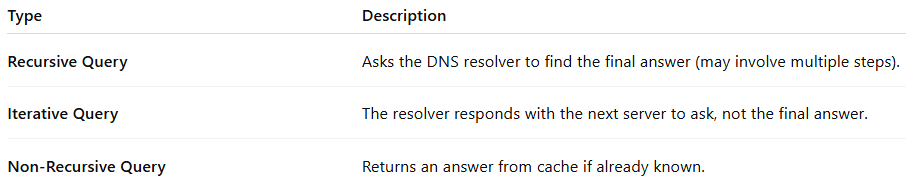 Type Description
Recursive Query Asks the DNS resolver to find the final answer (may involve multiple steps).
Iterative Query The resolver responds with the next server to ask, not the final answer.
Non-Recursive Query Returns an answer from cache if already known.